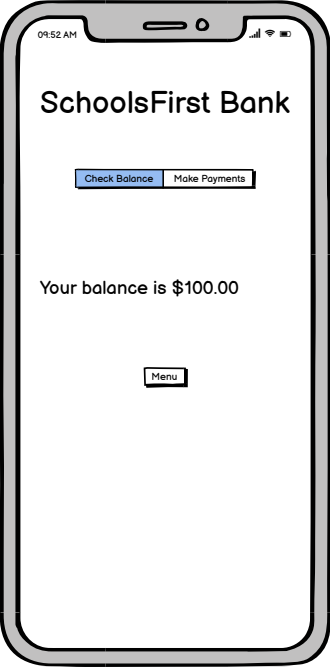 09:52 AM
SchoolsFirst Bank
Check Balance Make Payments
Your balance is $100.00
Menu